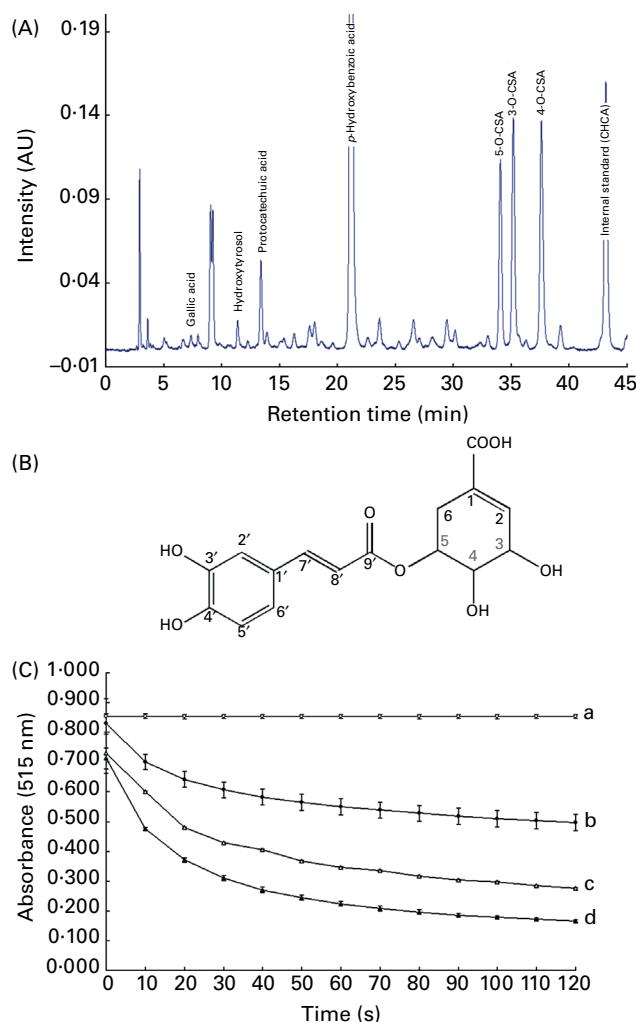 (A)
0·19
0·14
0·09
0·04
–0·01
Intensity (AU)
Gallic acid
Hydroxytyrosol
Protocatechuic acid
p-Hydroxybenzoic acid
5-O-CSA
3-O-CSA
4-O-CSA
Internal standard (CHCA)
0 5 10 15 20 25 30 35 40 45
Retention time (min)
(B)
COOH
O
1
6 2
HO 2′ 7′ 9′ 5 3
3′ 1′ 8′ O 4 OH
HO 4′ 6′ OH
5′
(C)
1·000
0·900
0·800
0·700
0·600
0·500
0·400
0·300
0·200
0·100
0·000
Absorbance (515 nm)
a
b
c
d
0 10 20 30 40 50 60 70 80 90 100 110 120
Time (s)